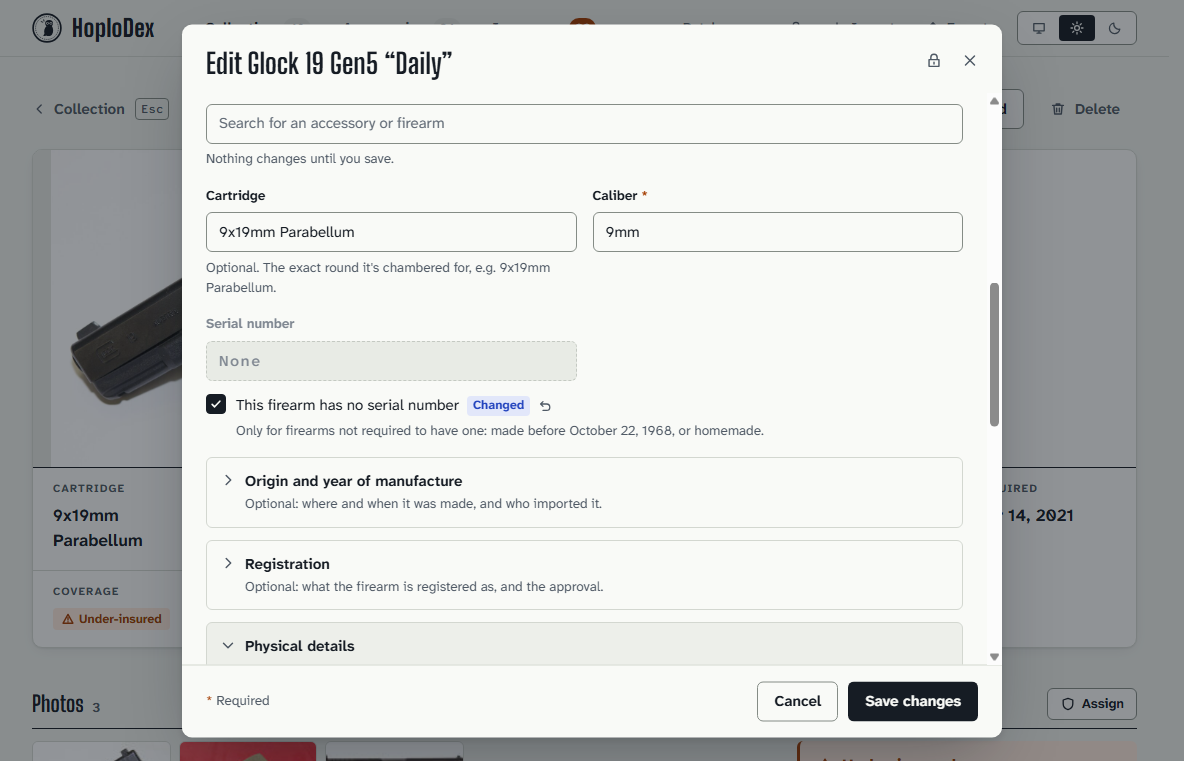 HoploDex
Edit Glock 19 Gen5 “Daily”
Collection
Esc
Delete
Search for an accessory or firearm
Nothing changes until you save.
Cartridge
Caliber *
9x19mm Parabellum
9mm
Optional. The exact round it's chambered for, e.g. 9x19mm
Parabellum.
Serial number
None
This firearm has no serial number
Changed
Only for firearms not required to have one: made before October 22, 1968, or homemade.
Origin and year of manufacture
Optional: where and when it was made, and who imported it.
Registration
Optional: what the firearm is registered as, and the approval.
Physical details
CARTRIDGE
9x19mm
Parabellum
14, 2021
COVERAGE
Under-insured
* Required
Cancel
Save changes
Photos 3
Assign